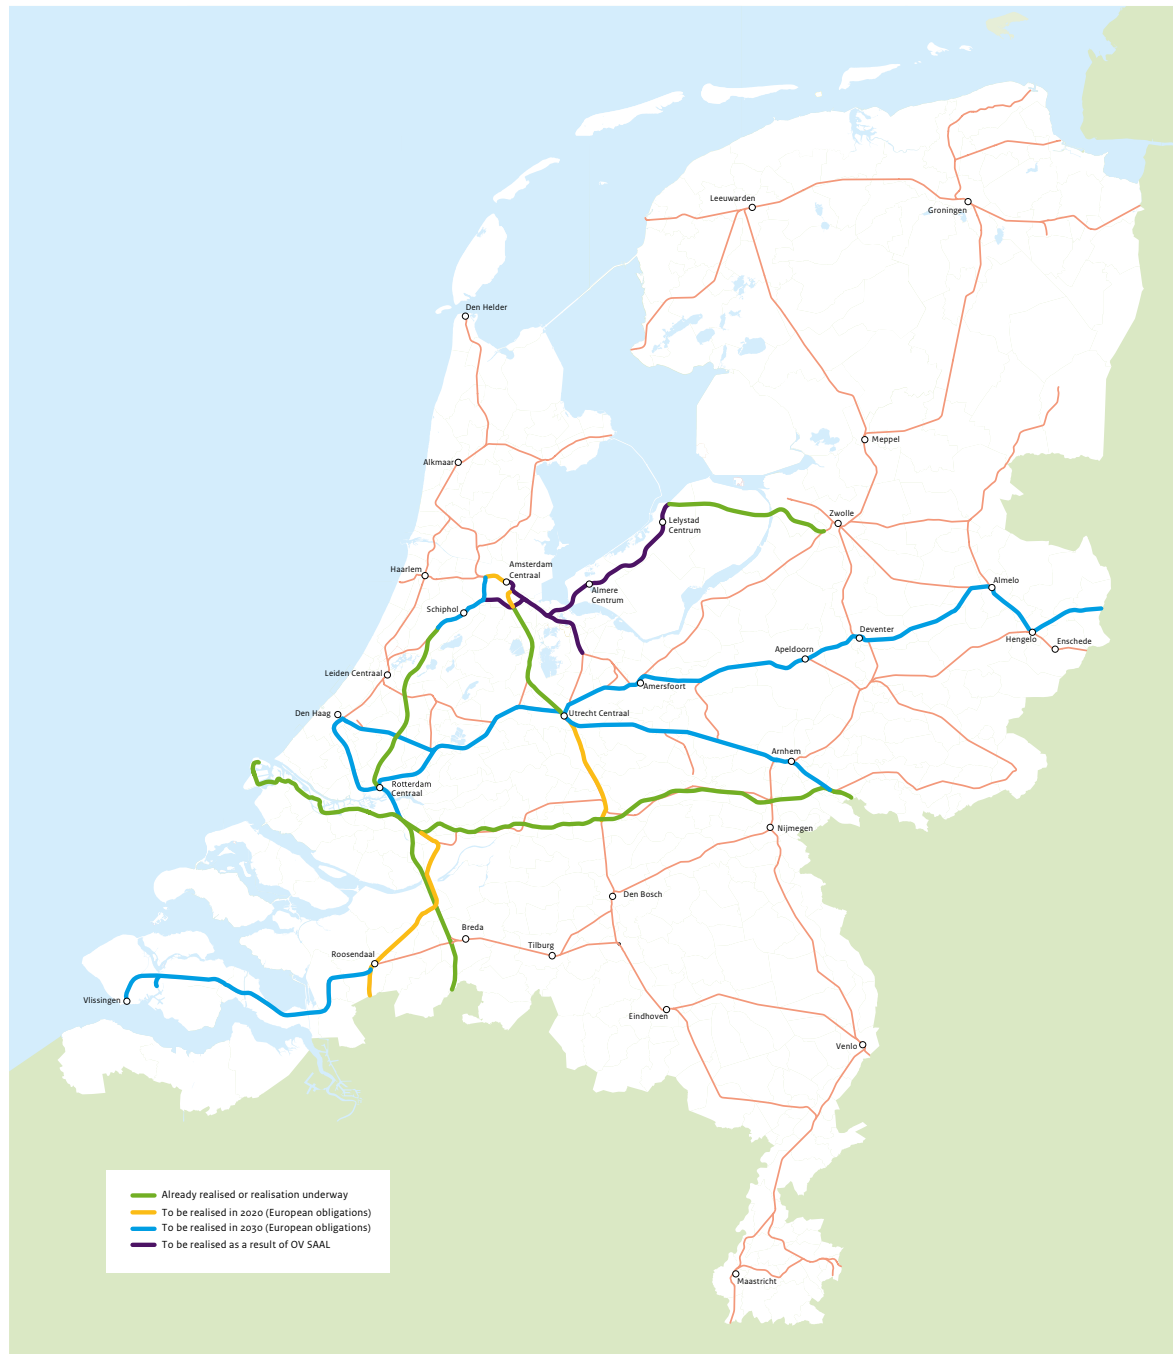 Leeuwarden
Groningen
Den Helder
Meppel
Alkmaar
Zwolle
Lelystad
Centrum
Amsterdam
Centraal
Haarlem
Almelo
Almere
Centrum
Schiphol
Deventer
Hengelo
Enschede
Apeldoorn
Leiden Centraal
Amersfoort
Den Haag
Utrecht Centraal
Arnhem
Rotterdam
Centraal
Nijmegen
Den Bosch
Breda
Tilburg
Roosendaal
Vlissingen
Eindhoven
Venlo
Already realised or realisation underway
To be realised in 2020 (European obligations)
To be realised in 2030 (European obligations)
To be realised as a result of OV SAAL
Maastricht